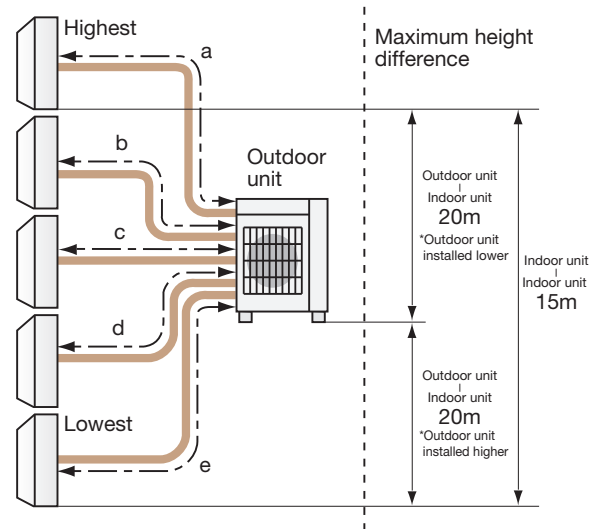 Highest
a
Maximum height
difference
b
Outdoor
unit
c
d
Lowest
e
Outdoor unit
Indoor unit
20m
*Outdoor unit
installed lower
Indoor unit
Indoor unit
15m
Outdoor unit
Indoor unit
20m
*Outdoor unit
installed higher